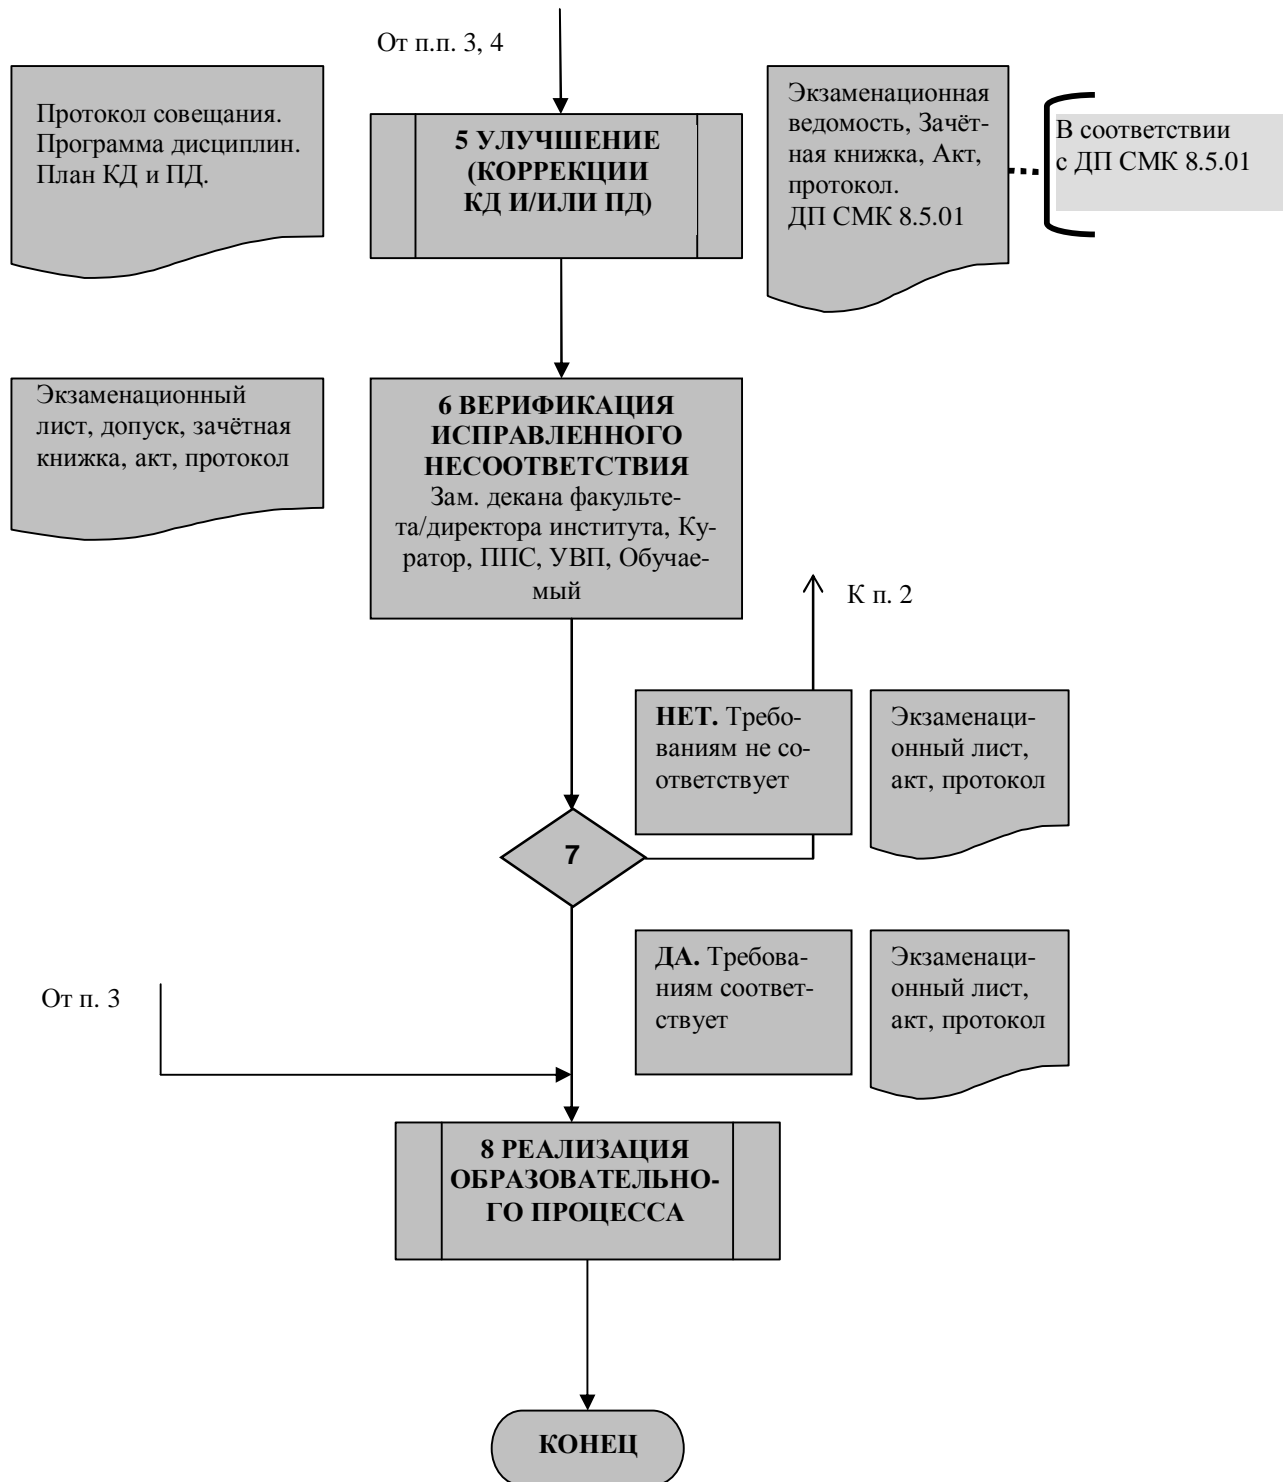 От п.п. 3, 4
Протокол совещания.
Программа дисциплин.
План КД и ПД.
5 УЛУЧШЕНИЕ
(КОРРЕКЦИИ
КД И/ИЛИ ПД)
Экзаменационная
ведомость, Зачёт-
ная книжка, Акт,
протокол.
ДП СМК 8.5.01
В соответствии
с ДП СМК 8.5.01
Экзаменационный
лист, допуск, зачётная
книжка, акт, протокол
6 ВЕРИФИКАЦИЯ
ИСПРАВЛЕННОГО
НЕСООТВЕТСТВИЯ
Зам. декана факульте-
та/директора института, Ку-
ратор, ППС, УВП, Обучае-
мый
К п. 2
НЕТ. Требо-
ваниям не со-
ответствует
Экзаменаци-
онный лист,
акт, протокол
7
ДА. Требова-
ниям соответ-
ствует
Экзаменаци-
онный лист,
акт, протокол
От п. 3
8 РЕАЛИЗАЦИЯ
ОБРАЗОВАТЕЛЬНО-
ГО ПРОЦЕССА
КОНЕЦ